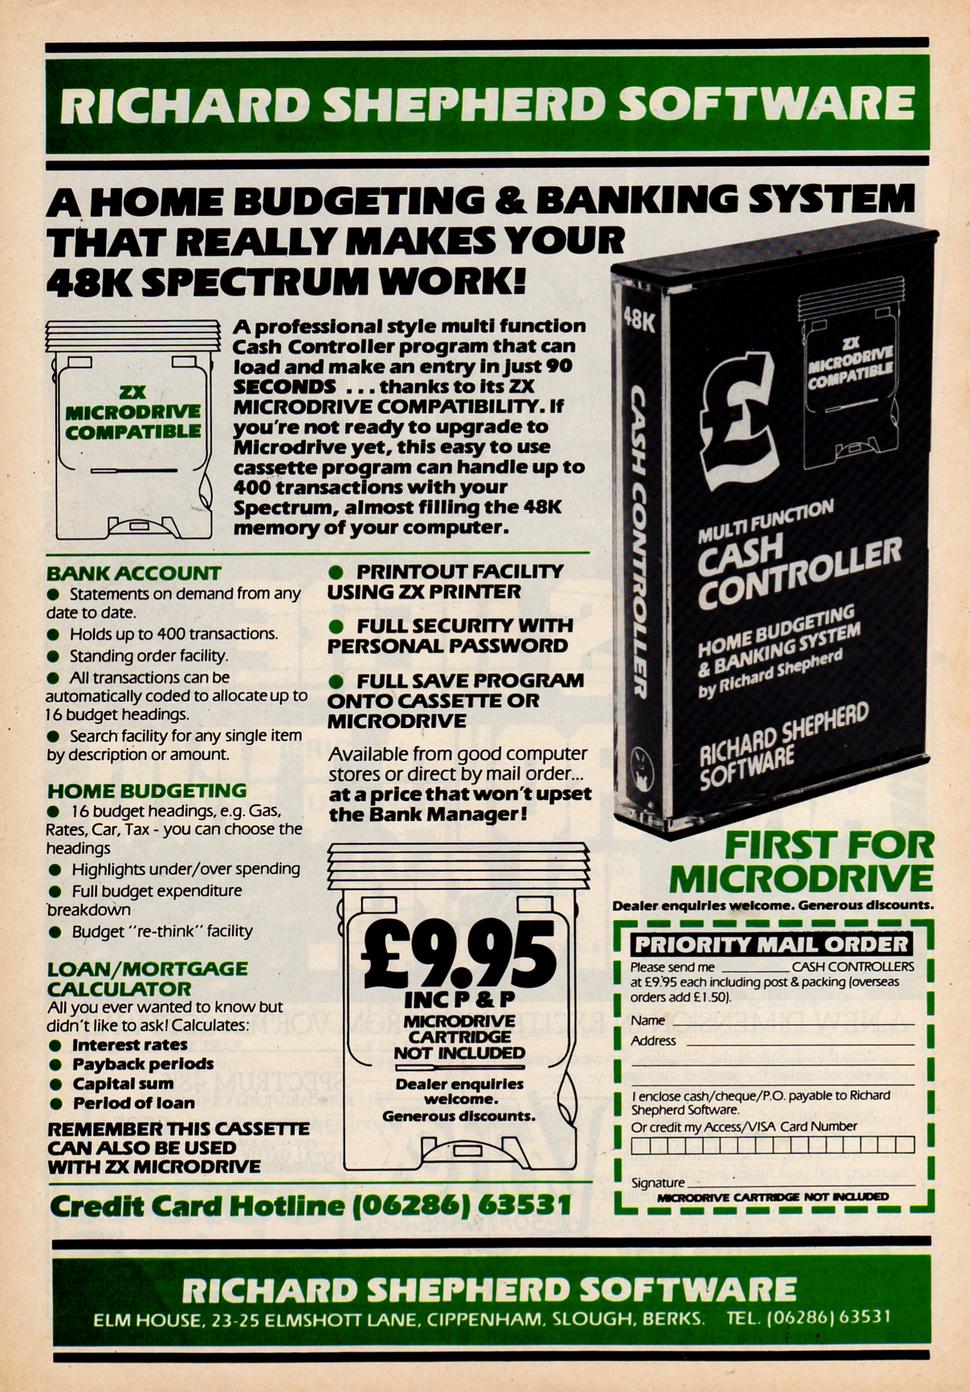 RICHARD SHEPHERD SOFTWARE
A HOME BUDGETING & BANKING SYSTEM
THAT REALLY MAKES YOUR
48K SPECTRUM WORK!
ZX
MICRODRIVE
COMPATIBLE
A professional style multi function
Cash Controller program that can
load and make an entry in just 90
SECONDS ... thanks to its ZX
MICRODRIVE COMPATIBILITY. If
you're not ready to upgrade to
Microdrive yet, this easy to use
cassette program can handle up to
400 transactions with your
Spectrum, almost filling the 48K
memory of your computer.
48K
CASH CONTROLLER
ZX
MICRODRIVE
COMPATIBLE
£
MULTI FUNCTION
CASH
CONTROLLER
HOME BUDGETING
& BANKING SYSTEM
by Richard Shepherd
RICHARD SHEPHERD
SOFTWARE
BANK ACCOUNT
● Statements on demand from any
date to date.
● Holds up to 400 transactions.
● Standing order facility.
● All transactions can be
automatically coded to allocate up to
16 budget headings.
● Search facility for any single item
by description or amount.
HOME BUDGETING
● 16 budget headings, e.g. Gas,
Rates, Car, Tax - you can choose the
headings
● Highlights under/over spending
● Full budget expenditure
breakdown
● Budget "re-think" facility
LOAN/MORTGAGE
CALCULATOR
All you ever wanted to know but
didn't like to ask! Calculates:
● Interest rates
● Payback periods
● Capital sum
● Period of loan
REMEMBER THIS CASSETTE
CAN ALSO BE USED
WITH ZX MICRODRIVE
● PRINTOUT FACILITY
USING ZX PRINTER
● FULL SECURITY WITH
PERSONAL PASSWORD
● FULL SAVE PROGRAM
ONTO CASSETTE OR
MICRODRIVE
Available from good computer
stores or direct by mail order...
at a price that won't upset
the Bank Manager!
£9.95
INC P & P
MICRODRIVE
CARTRIDGE
NOT INCLUDED
Dealer enquiries
welcome.
Generous discounts.
FIRST FOR
MICRODRIVE
Dealer enquiries welcome. Generous discounts.
PRIORITY MAIL ORDER
Please send me __________ CASH CONTROLLERS
at £9.95 each including post & packing (overseas
orders add £1.50).
Name
Address
I enclose cash/cheque/P.O. payable to Richard
Shepherd Software.
Or credit my Access/VISA Card Number
Signature
MICRODRIVE CARTRIDGE NOT INCLUDED
Credit Card Hotline (06286) 63531
RICHARD SHEPHERD SOFTWARE
ELM HOUSE, 23-25 ELMSHOTT LANE, CIPPENHAM, SLOUGH, BERKS. TEL. (06286) 63531